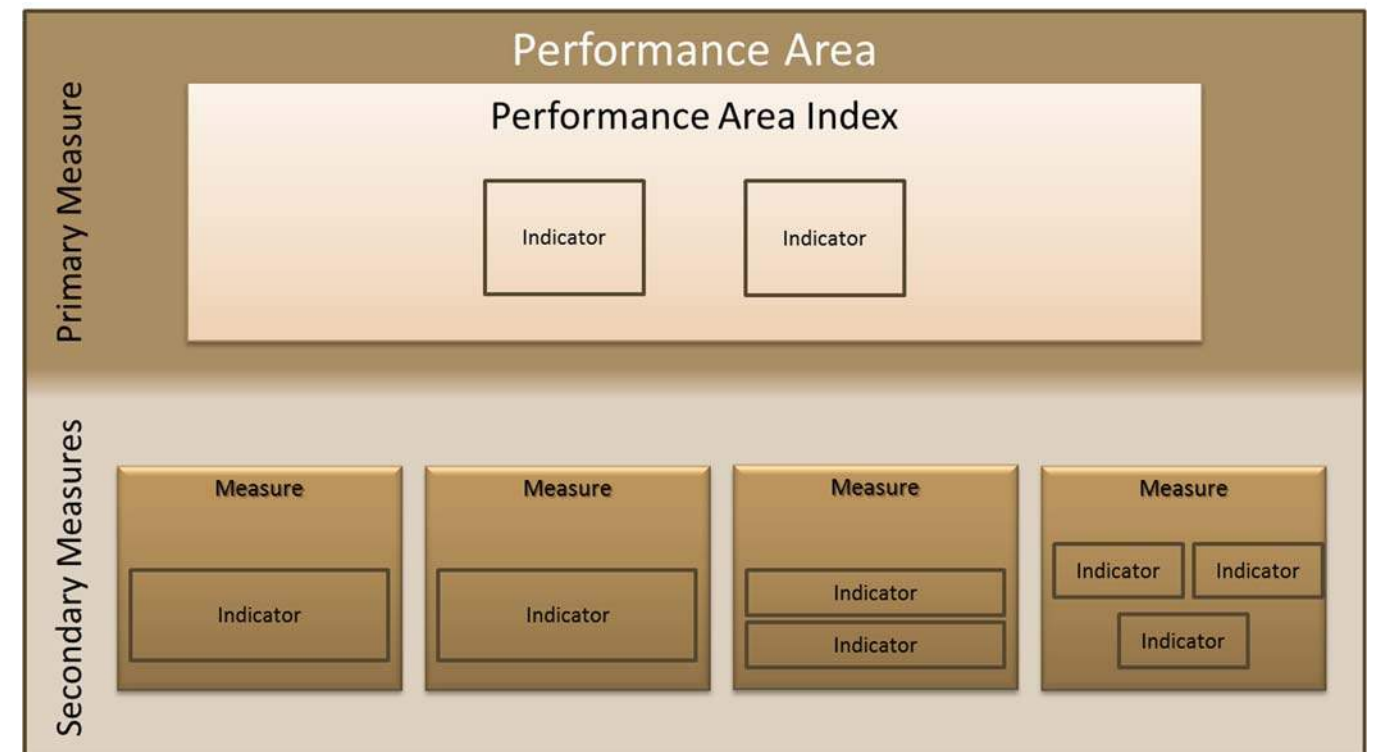 Performance Area
Primary Measure
Performance Area Index
Indicator
Indicator
Secondary Measures
Measure
Indicator
Measure
Indicator
Measure
Indicator
Indicator
Measure
Indicator
Indicator
Indicator